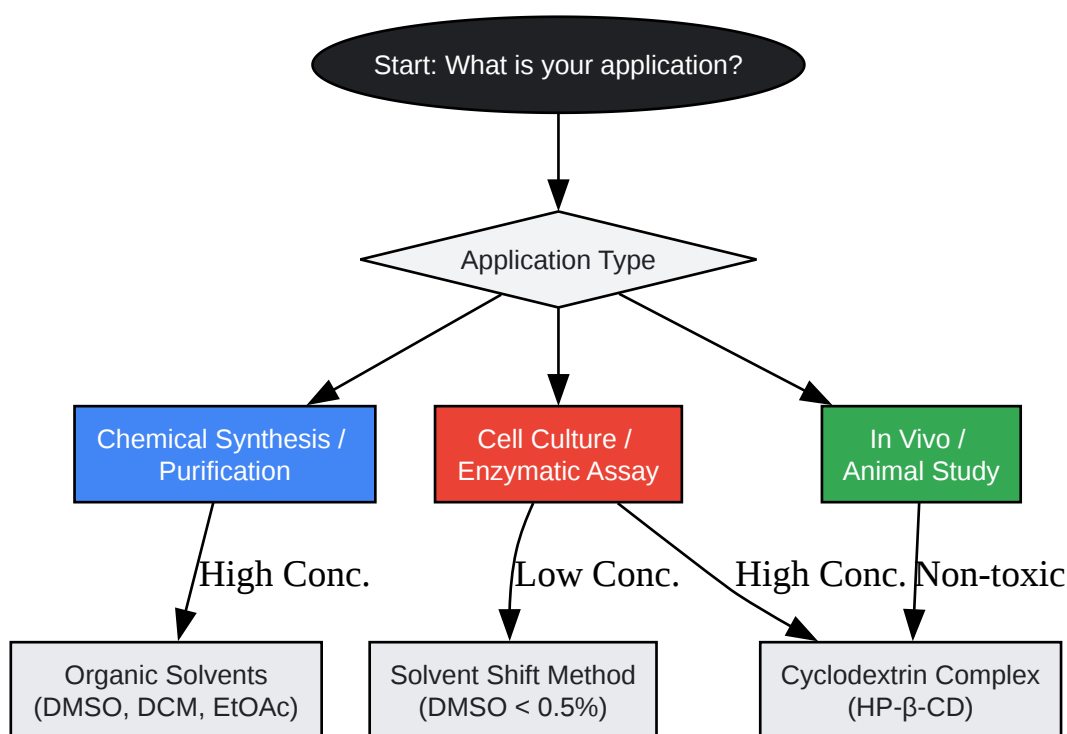 Start: What is your application?
Application Type
Chemical Synthesis /
Purification
Cell Culture /
Enzymatic Assay
In Vivo /
Animal Study
High Conc.
Low Conc.
High Conc.
Non-toxic
Organic Solvents
(DMSO, DCM, EtOAc)
Solvent Shift Method
(DMSO < 0.5%)
Cyclodextrin Complex
(HP-β-CD)